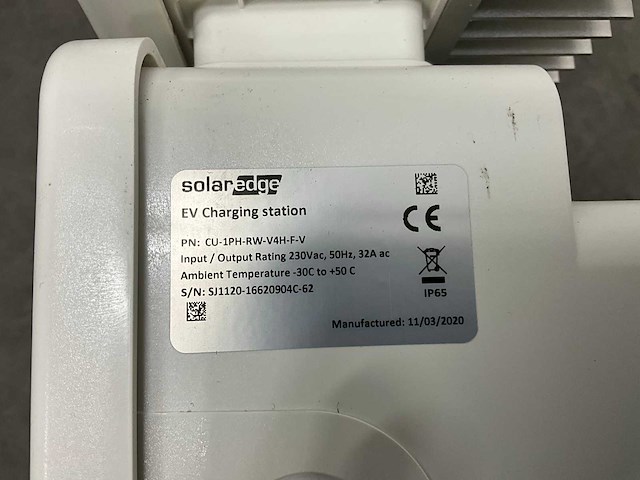 solaredge
EV Charging station
PN: CU-1PH-RW-V4H-F-V
Input / Output Rating 230Vac, 50Hz, 32A ac
Ambient Temperature -30C to +50 C
S/N: SJ1120-16620904C-62
CE
IP65
Manufactured: 11/03/2020